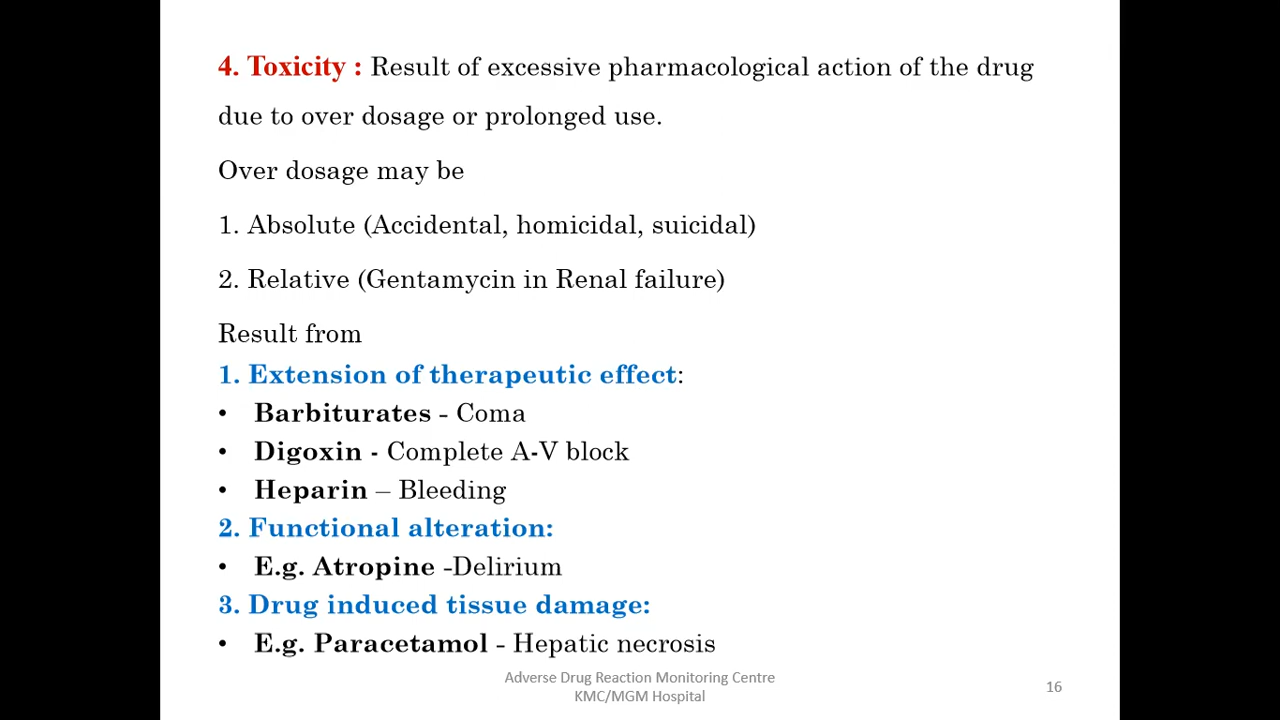 4. Toxicity : Result of excessive pharmacological action of the drug
due to over dosage or prolonged use.
Over dosage may be
1. Absolute (Accidental, homicidal, suicidal)
2. Relative (Gentamycin in Renal failure)
Result from
1. Extension of therapeutic effect:
• Barbiturates - Coma
• Digoxin - Complete A-V block
• Heparin – Bleeding
2. Functional alteration:
• E.g. Atropine -Delirium
3. Drug induced tissue damage:
• E.g. Paracetamol - Hepatic necrosis
Adverse Drug Reaction Monitoring Centre
KMC/MGM Hospital
16